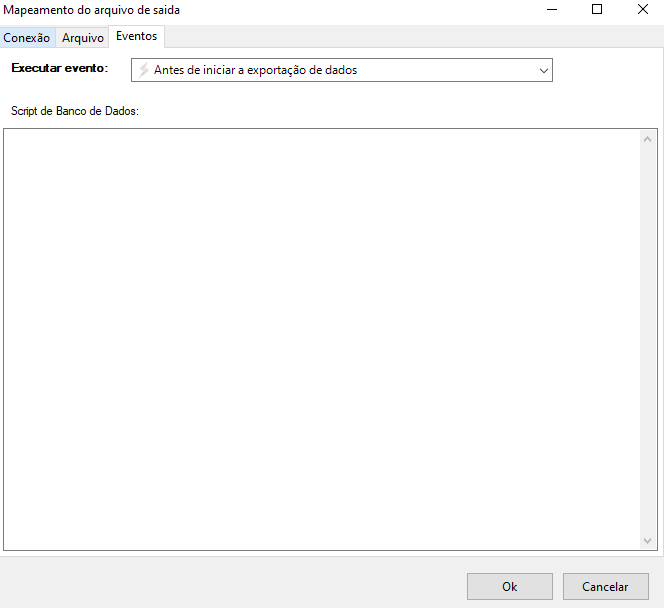 Mapeamento do arquivo de saida
Conexão Arquivo Eventos
Executar evento: Antes de iniciar a exportação de dados
Script de Banco de Dados:
Ok Cancelar